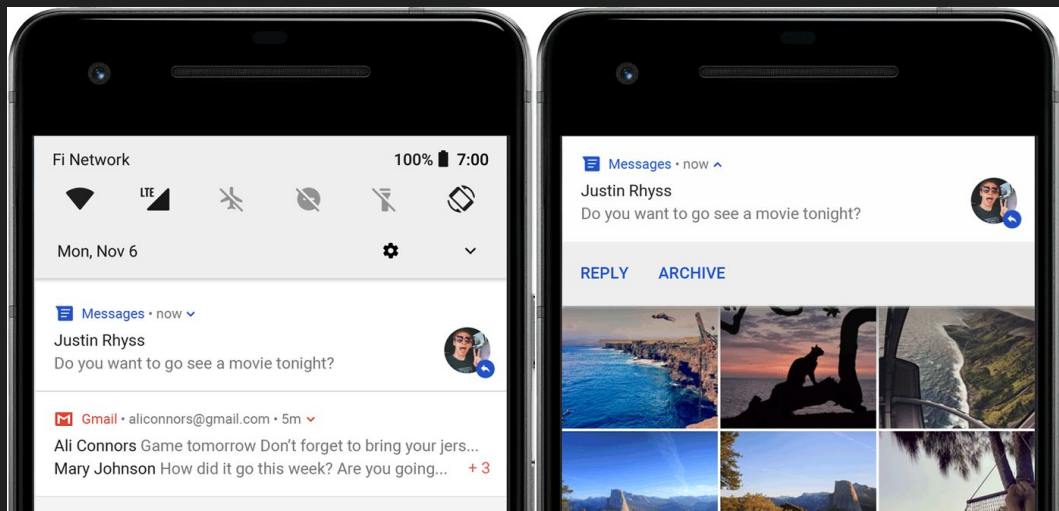 Fi Network
100% 7:00
LTE
Mon, Nov 6
Messages • now
Justin Rhyss
Do you want to go see a movie tonight?
Gmail • aliconnors@gmail.com • 5m
Ali Connors Game tomorrow Don't forget to bring your jers...
Mary Johnson How did it go this week? Are you going... + 3
Messages • now
Justin Rhyss
Do you want to go see a movie tonight?
REPLY ARCHIVE